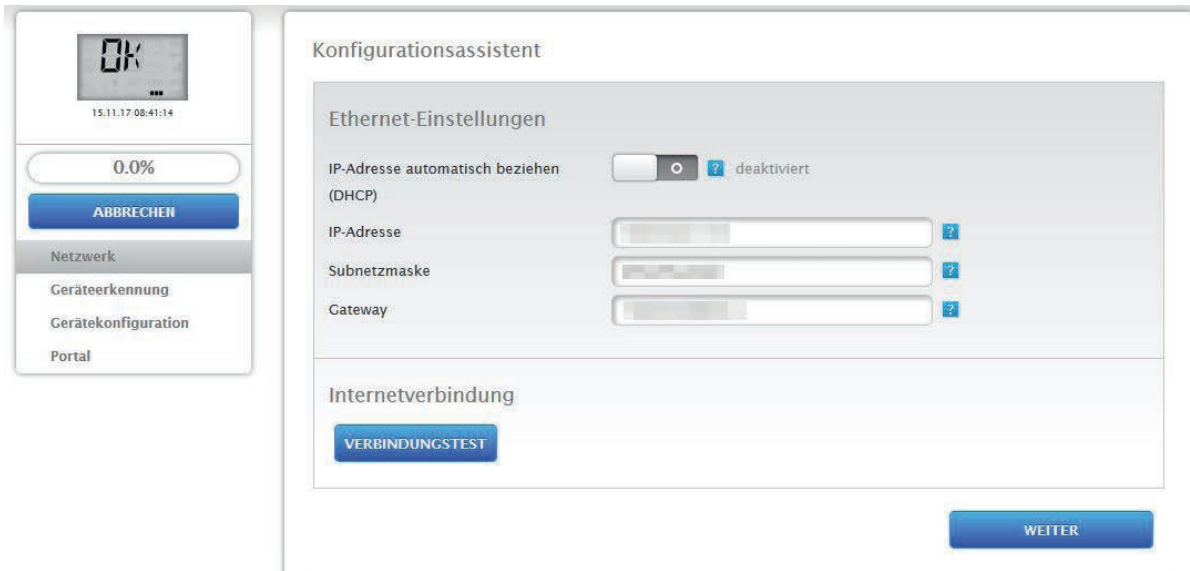 OK
15.11.17 08:41:14
0.0%
ABBRECHEN
Netzwerk
Geräteerkennung
Gerätekonfiguration
Portal
Konfigurationsassistent
Ethernet-Einstellungen
IP-Adresse automatisch beziehen
(DHCP)
? deaktiviert
IP-Adresse
?
Subnetzmaske
?
Gateway
?
Internetverbindung
VERBINDUNGSTEST
WEITER